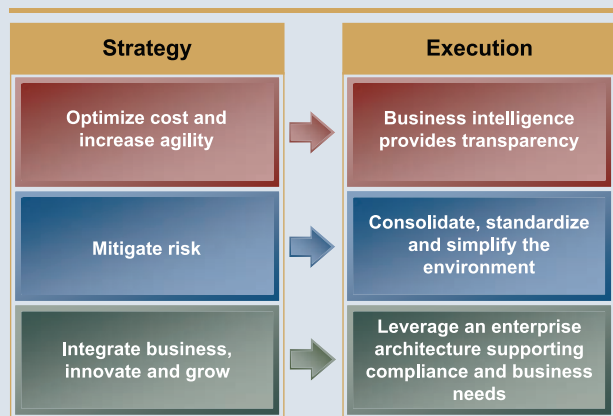 Strategy
Execution
Optimize cost and
increase agility
Business intelligence
provides transparency
Mitigate risk
Consolidate, standardize
and simplify the
environment
Integrate business,
innovate and grow
Leverage an enterprise
architecture supporting
compliance and business
needs